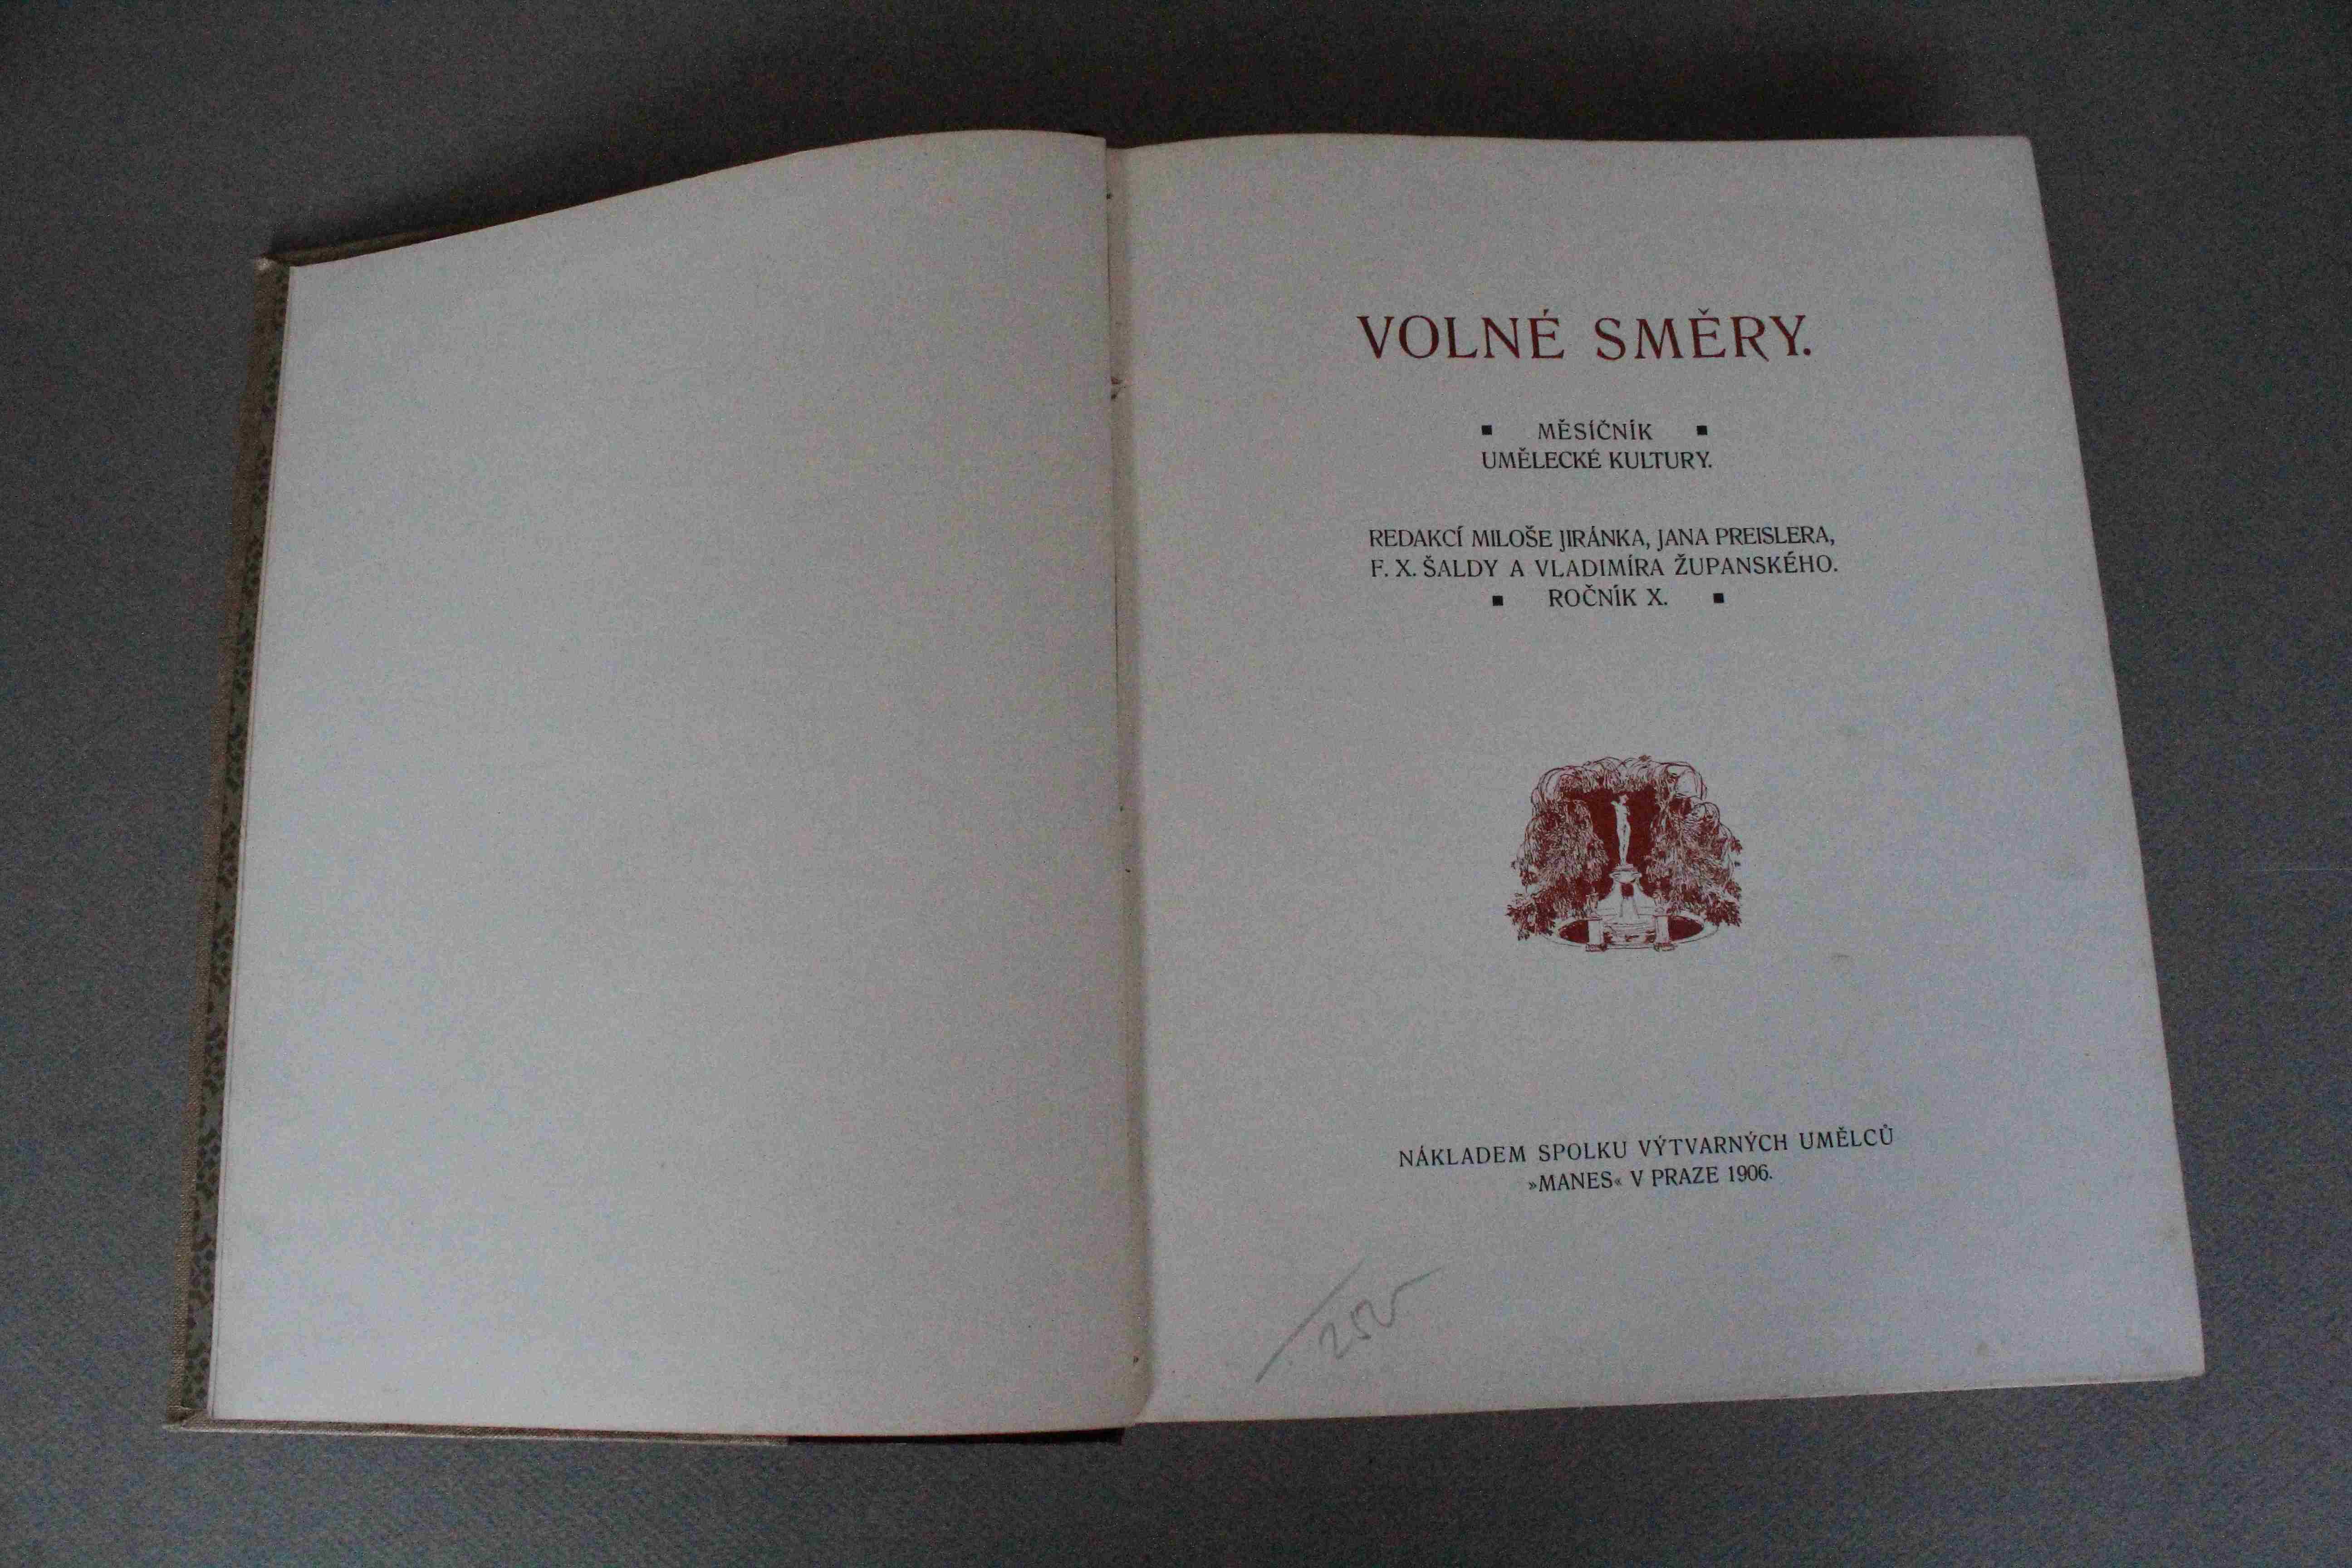 VOLNÉ SMĚRY.
MĚSÍČNÍK
UMĚLECKÉ KULTURY.
REDAKCÍ MILOŠE JIRÁNKA, JANA PREISLERA,
F. X. ŠALDY A VLADIMÍRA ŽUPANSKÉHO.
ROČNÍK X.
NÁKLADEM SPOLKU VÝTVARNÝCH UMĚLCŮ
»MANES« V PRAZE 1906.